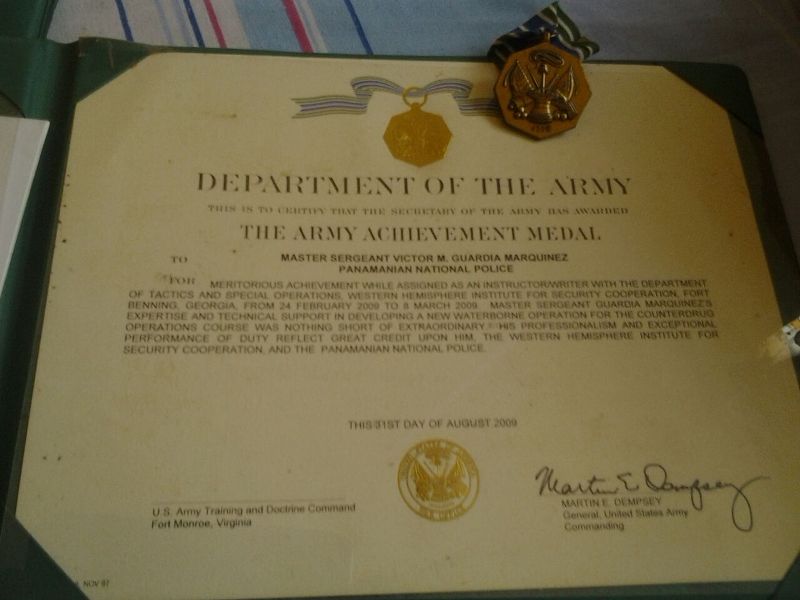 DEPARTMENT OF THE ARMY
THIS IS TO CERTIFY THAT THE SECRETARY OF THE ARMY HAS AWARDED
THE ARMY ACHIEVEMENT MEDAL
TO MASTER SERGEANT VICTOR M. GUARDIA MARQUINEZ
PANAMANIAN NATIONAL POLICE
FOR MERITORIOUS ACHIEVEMENT WHILE ASSIGNED AS AN INSTRUCTOR/WRITER WITH THE DEPARTMENT
OF TACTICS AND SPECIAL OPERATIONS, WESTERN HEMISPHERE INSTITUTE FOR SECURITY COOPERATION, FORT
BENNING, GEORGIA, FROM 24 FEBRUARY 2009 TO 8 MARCH 2009. MASTER SERGEANT GUARDIA MARQUINEZ'S
EXPERTISE AND TECHNICAL SUPPORT IN DEVELOPING A NEW WATERBORNE OPERATION FOR THE COUNTERDRUG
OPERATIONS COURSE WAS NOTHING SHORT OF EXTRAORDINARY. HIS PROFESSIONALISM AND EXCEPTIONAL
PERFORMANCE OF DUTY REFLECT GREAT CREDIT UPON HIM, THE WESTERN HEMISPHERE INSTITUTE FOR
SECURITY COOPERATION, AND THE PANAMANIAN NATIONAL POLICE.
THIS 31ST DAY OF AUGUST 2009
U.S. Army Training and Doctrine Command
Fort Monroe, Virginia
Martin E. Dempsey
MARTIN E. DEMPSEY
General, United States Army
Commanding
NOV 97